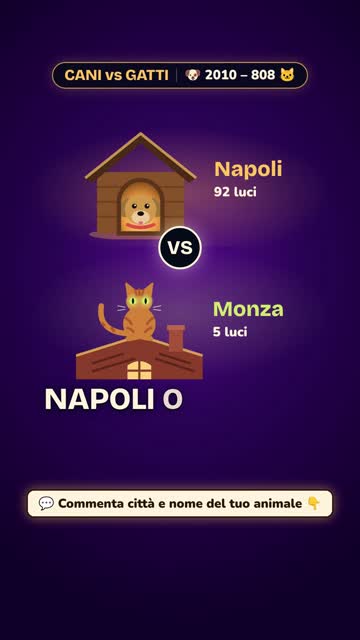 CANI vs GATTI | 🐶 2010 – 808 🐱
Napoli
92 luci
VS
Monza
5 luci
NAPOLI O
💬 Commenta città e nome del tuo animale 👇